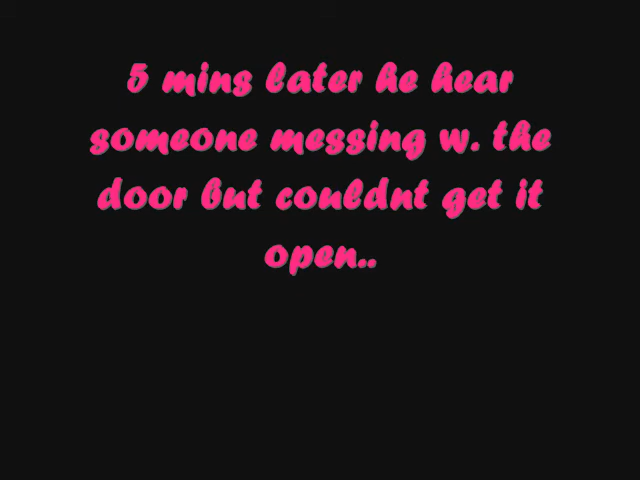 5 mins later he hear
someone messing w. the
door but couldnt get it
open..